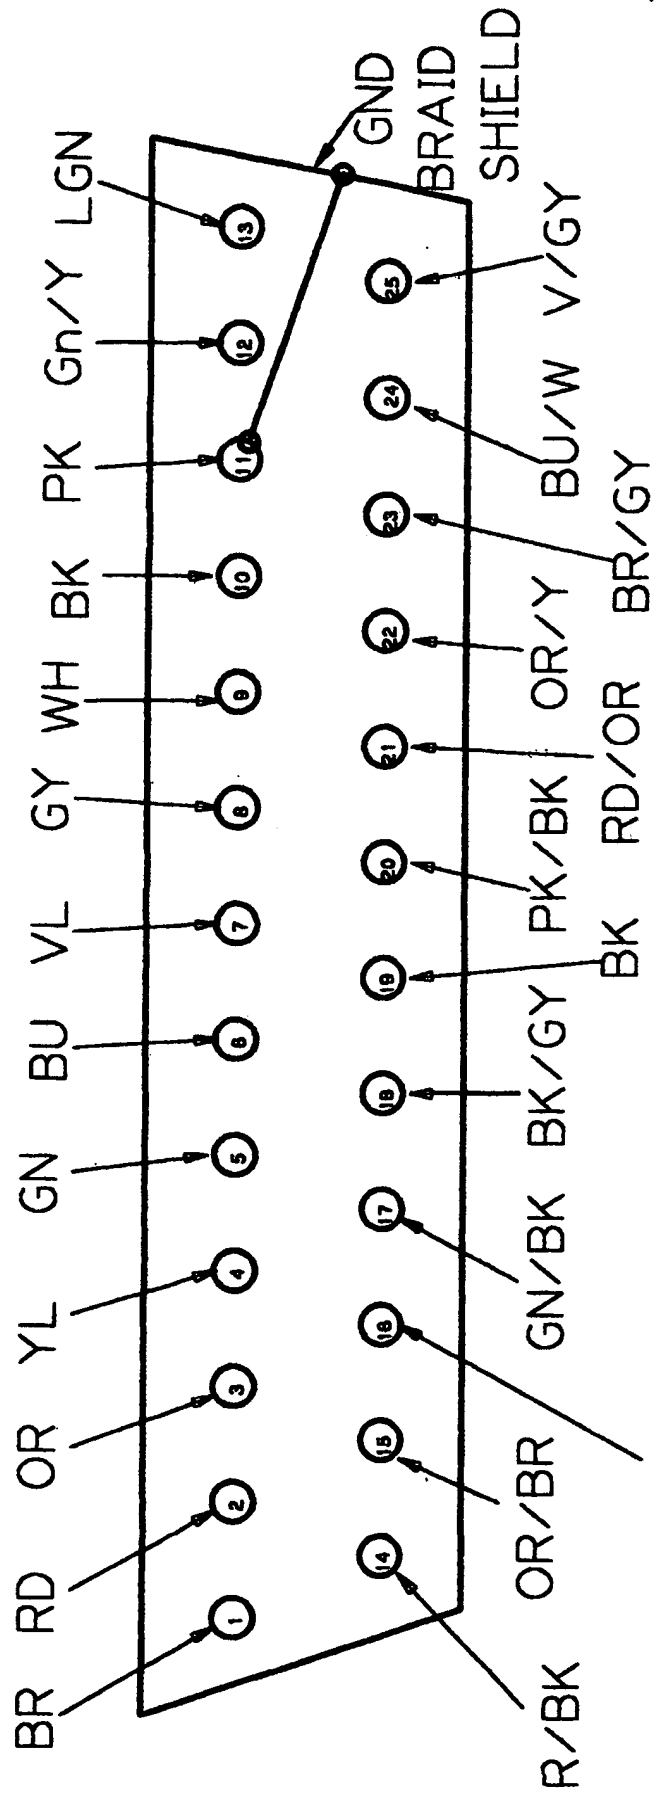 BR RD OR YL GN BU VL GY WH BK PK Gn/Y LGN
1 2 3 4 5 6 7 8 9 10 11 12 13
GND
BRAID
SHIELD
14 15 16 17 18 19 20 21 22 23 24 25
R/BK OR/BR GN/BK BK/GY PK/BK OR/Y BU/W V/GY
BK RD/OR BR/GY